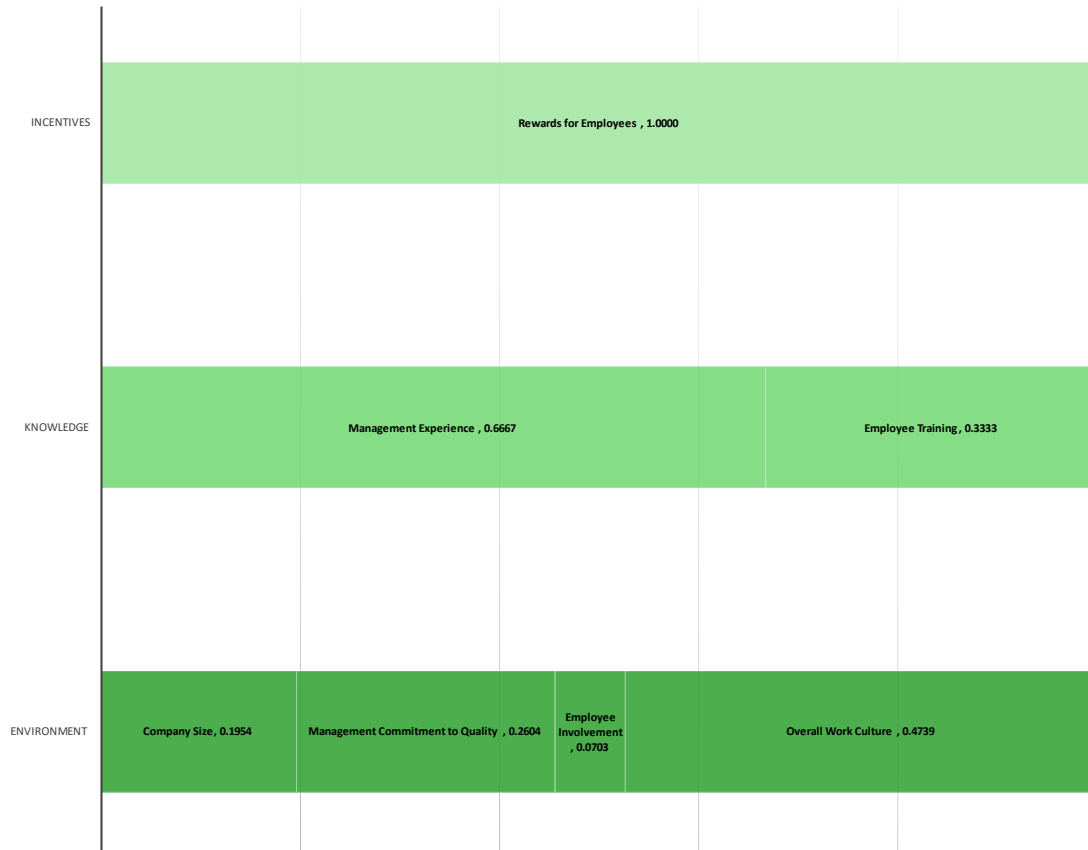 INCENTIVES
Rewards for Employees , 1.0000
KNOWLEDGE
Management Experience , 0.6667
Employee Training, 0.3333
ENVIRONMENT
Company Size, 0.1954
Management Commitment to Quality , 0.2604
Employee
Involvement
, 0.0703
Overall Work Culture , 0.4739